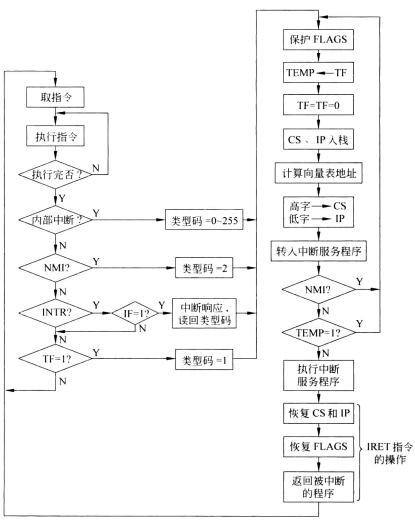 取指令
执行指令
执行完否？
N
Y
内部中断？
Y
类型码=0~255
N
NMI?
Y
类型码=2
N
INTR?
Y
IF=1?
Y
中断响应，
读回类型码
N
N
TF=1?
Y
类型码=1
N
保护 FLAGS
TEMP←TF
TF=TF=0
CS、IP入栈
计算向量表地址
高字→CS
低字→IP
转入中断服务程序
NMI?
Y
N
TEMP=1?
Y
N
执行中断
服务程序
恢复 CS 和 IP
恢复 FLAGS
返回被中断
的程序
IRET 指令
的操作